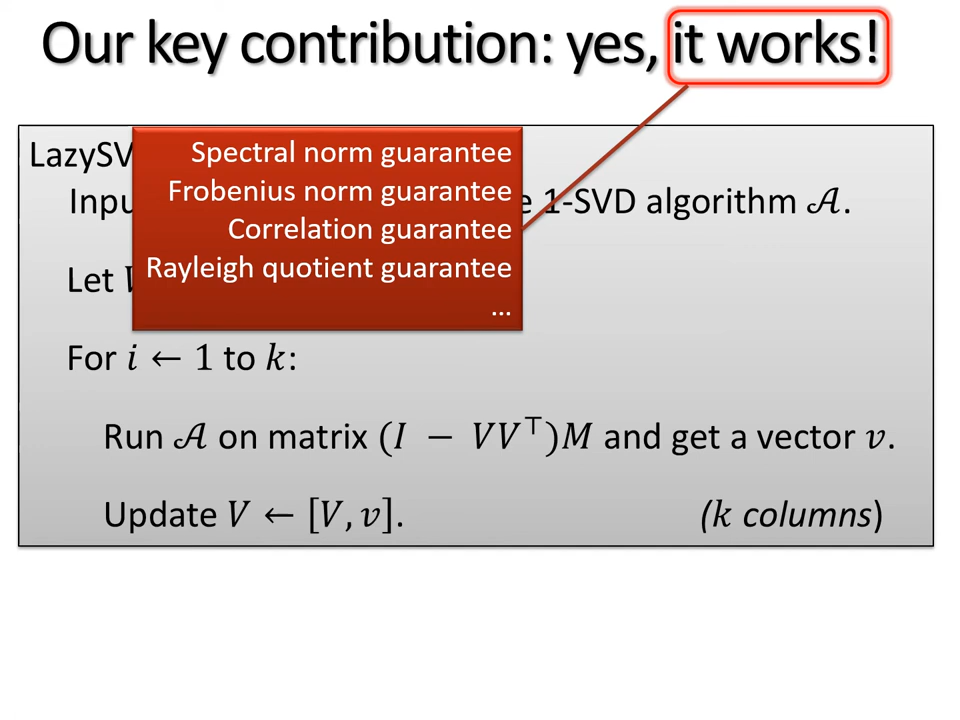 Our key contribution: yes, it works!
LazySV
Spectral norm guarantee
Frobenius norm guarantee
Correlation guarantee
Rayleigh quotient guarantee
...
Inpu e 1-SVD algorithm 𝒜.
Let V
For i ← 1 to k:
Run 𝒜 on matrix (I − VV⊤)M and get a vector v.
Update V ← [V, v]. (k columns)